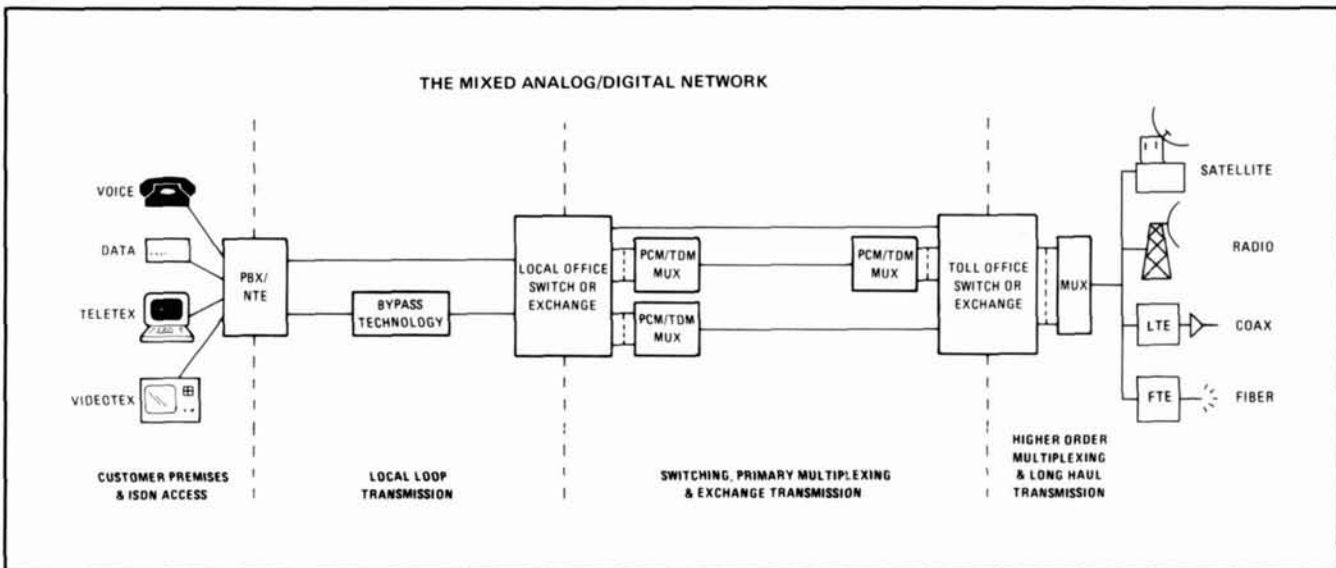 THE MIXED ANALOG/DIGITAL NETWORK
VOICE
DATA
TELETEX
VIDEOTEX
PBX/
NTE
BYPASS
TECHNOLOGY
LOCAL OFFICE
SWITCH OR
EXCHANGE
PCM/TDM
MUX
PCM/TDM
MUX
PCM/TDM
MUX
TOLL OFFICE
SWITCH OR
EXCHANGE
MUX
SATELLITE
RADIO
LTE
COAX
FTE
FIBER
CUSTOMER PREMISES
& ISDN ACCESS
LOCAL LOOP
TRANSMISSION
SWITCHING, PRIMARY MULTIPLEXING
& EXCHANGE TRANSMISSION
HIGHER ORDER
MULTIPLEXING
& LONG HAUL
TRANSMISSION